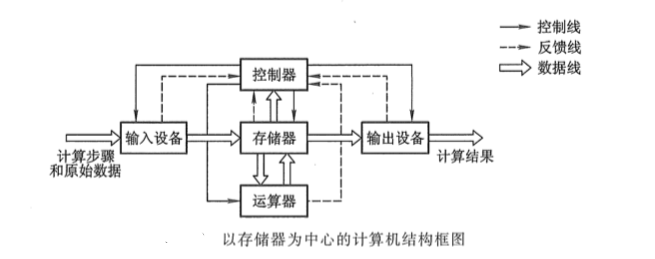 控制线
反馈线
数据线
控制器
输入设备
存储器
输出设备
计算步骤
和原始数据
计算结果
运算器
以存储器为中心的计算机结构框图